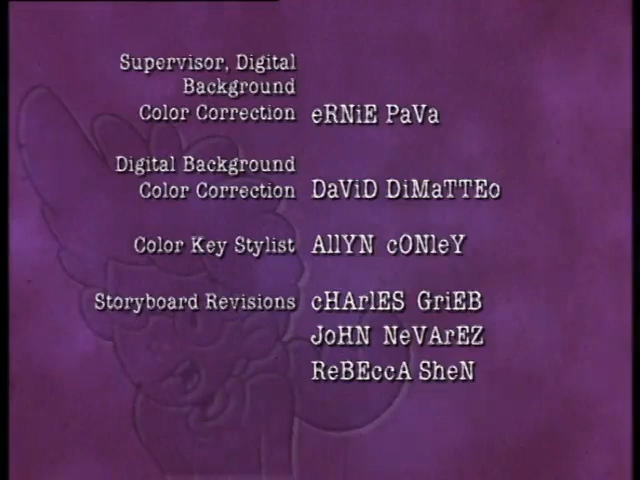 Supervisor, Digital
Background
Color Correction eRNiE PaVa
Digital Background
Color Correction DaViD DiMaTTEo
Color Key Stylist AllYN cONleY
Storyboard Revisions cHArlES GriEB
JoHN NeVArEZ
ReBEccA SheN